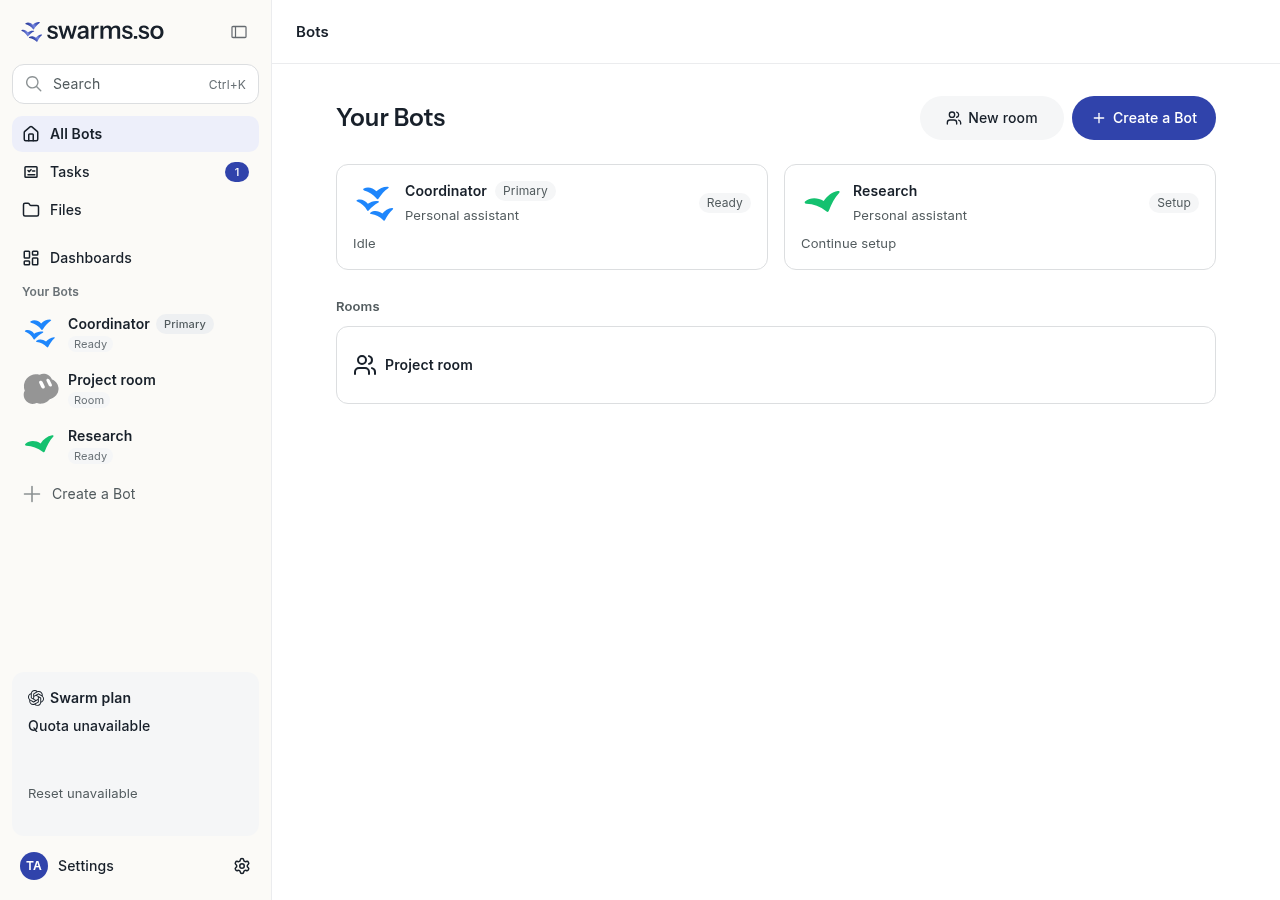 swarms.so
Search Ctrl+K
All Bots
Tasks 1
Files
Dashboards
Your Bots
Coordinator Primary
Ready
Project room
Room
Research
Ready
Create a Bot
Swarm plan
Quota unavailable
Reset unavailable
TA Settings
Bots
Your Bots
New room
Create a Bot
Coordinator Primary
Personal assistant
Ready
Idle
Research
Personal assistant
Setup
Continue setup
Rooms
Project room